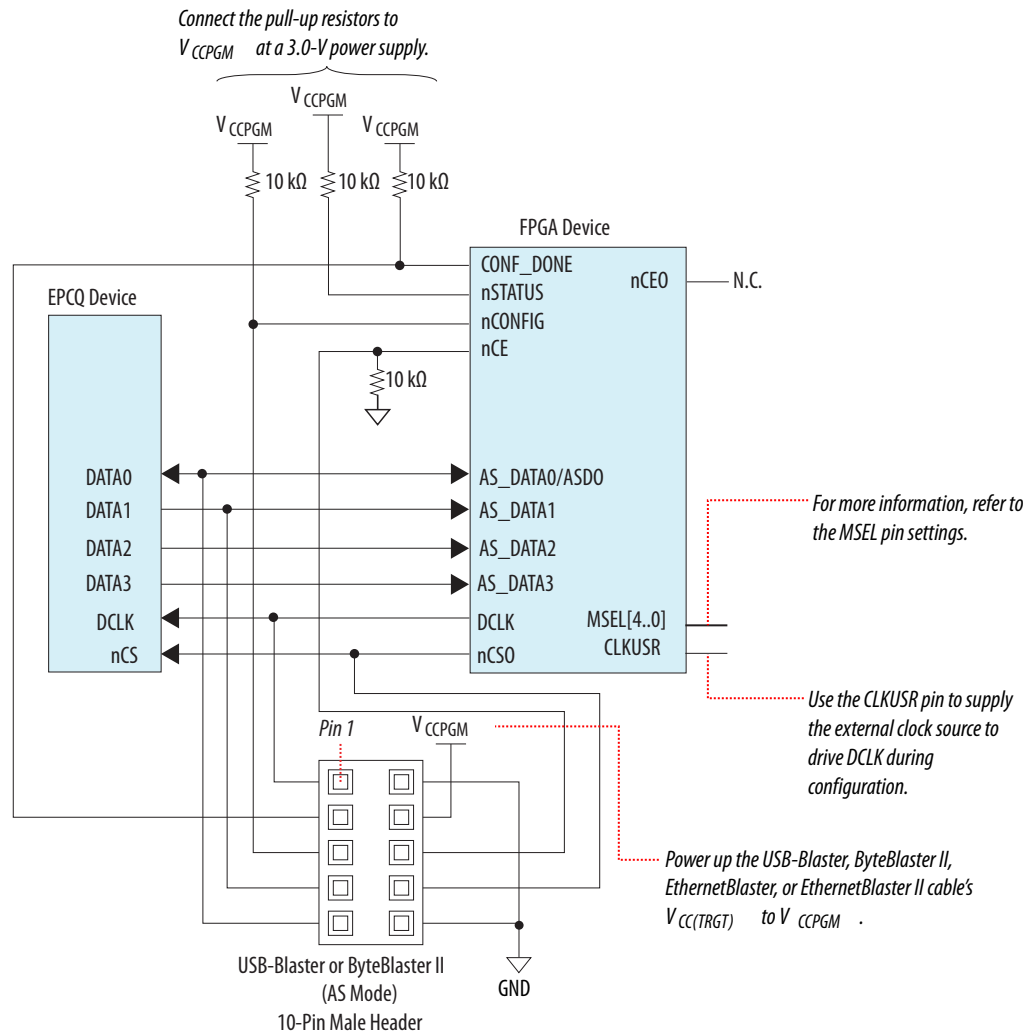 Connect the pull-up resistors to
V CCPGM at a 3.0-V power supply.
V CCPGM
V CCPGM
V CCPGM
10 kΩ
10 kΩ
10 kΩ
FPGA Device
EPCQ Device
CONF_DONE
nSTATUS
nCONFIG
nCE
nCEO
N.C.
10 kΩ
DATA0
DATA1
DATA2
DATA3
DCLK
nCS
AS_DATA0/ASDO
AS_DATA1
AS_DATA2
AS_DATA3
DCLK
nCSO
MSEL[4..0]
CLKUSR
For more information, refer to
the MSEL pin settings.
Use the CLKUSR pin to supply
the external clock source to
drive DCLK during
configuration.
Pin 1
V CCPGM
Power up the USB-Blaster, ByteBlaster II,
EthernetBlaster, or EthernetBlaster II cable's
V CC(TRGT) to V CCPGM .
USB-Blaster or ByteBlaster II
(AS Mode)
10-Pin Male Header
GND